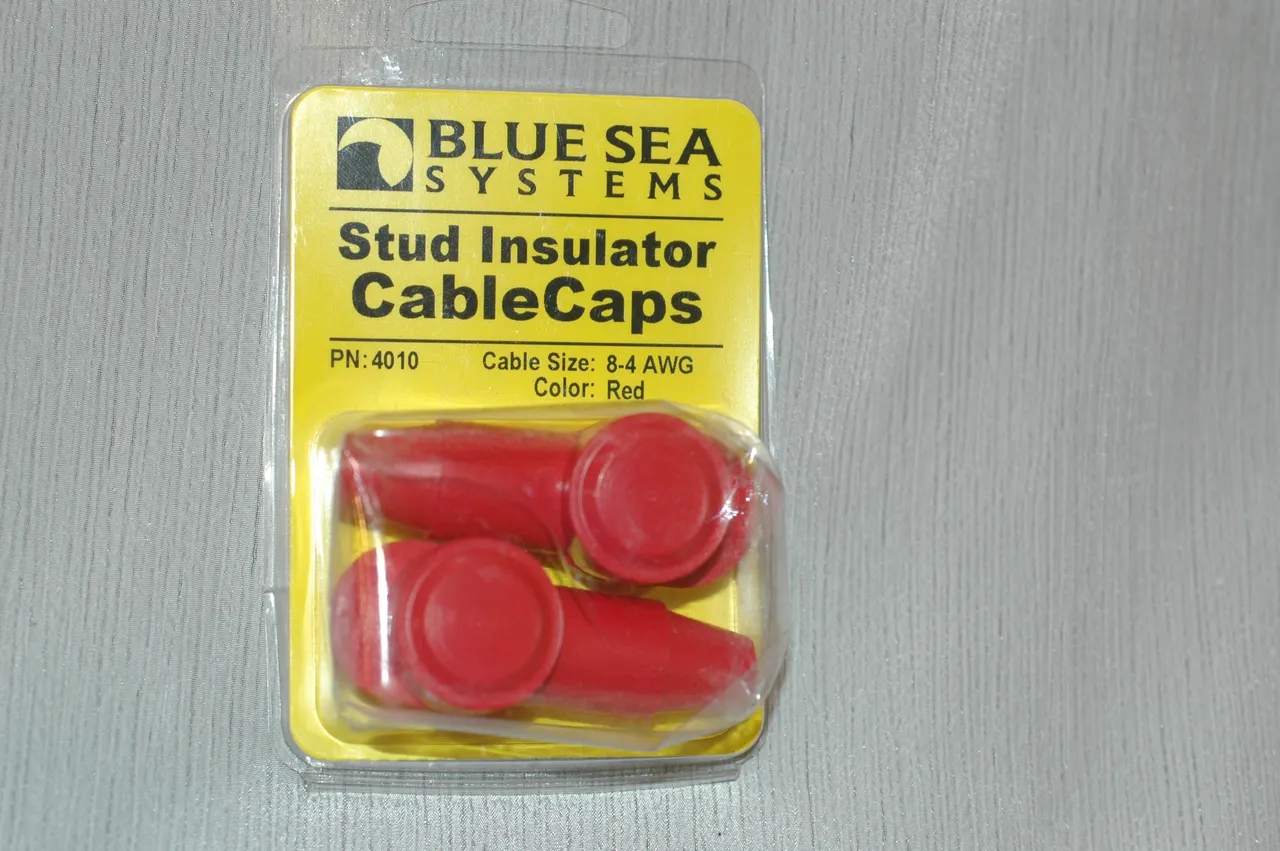 BLUE SEA
SYSTEMS
Stud Insulator
CableCaps
PN: 4010 Cable Size: 8-4 AWG
Color: Red